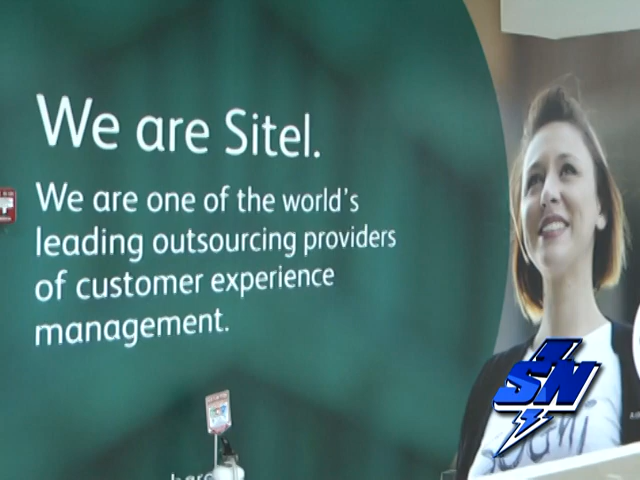 We are Sitel.
We are one of the world's
leading outsourcing providers
of customer experience
management.
SN